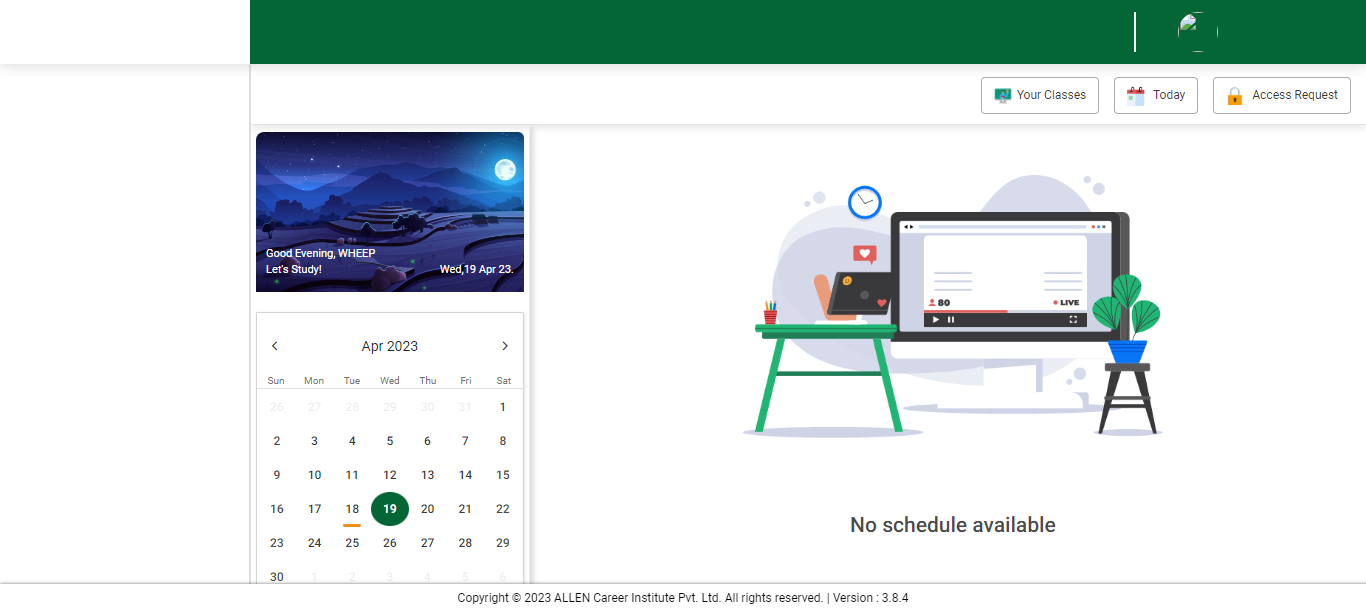 Your Classes
Today
Access Request
Good Evening, WHEEP
Let's Study!
Wed,19 Apr 23.
Apr 2023
Sun Mon Tue Wed Thu Fri Sat
26 27 28 29 30 31 1
2 3 4 5 6 7 8
9 10 11 12 13 14 15
16 17 18 19 20 21 22
23 24 25 26 27 28 29
30 1 2 3 4 5 6
80
LIVE
No schedule available
Copyright © 2023 ALLEN Career Institute Pvt. Ltd. All rights reserved. | Version : 3.8.4